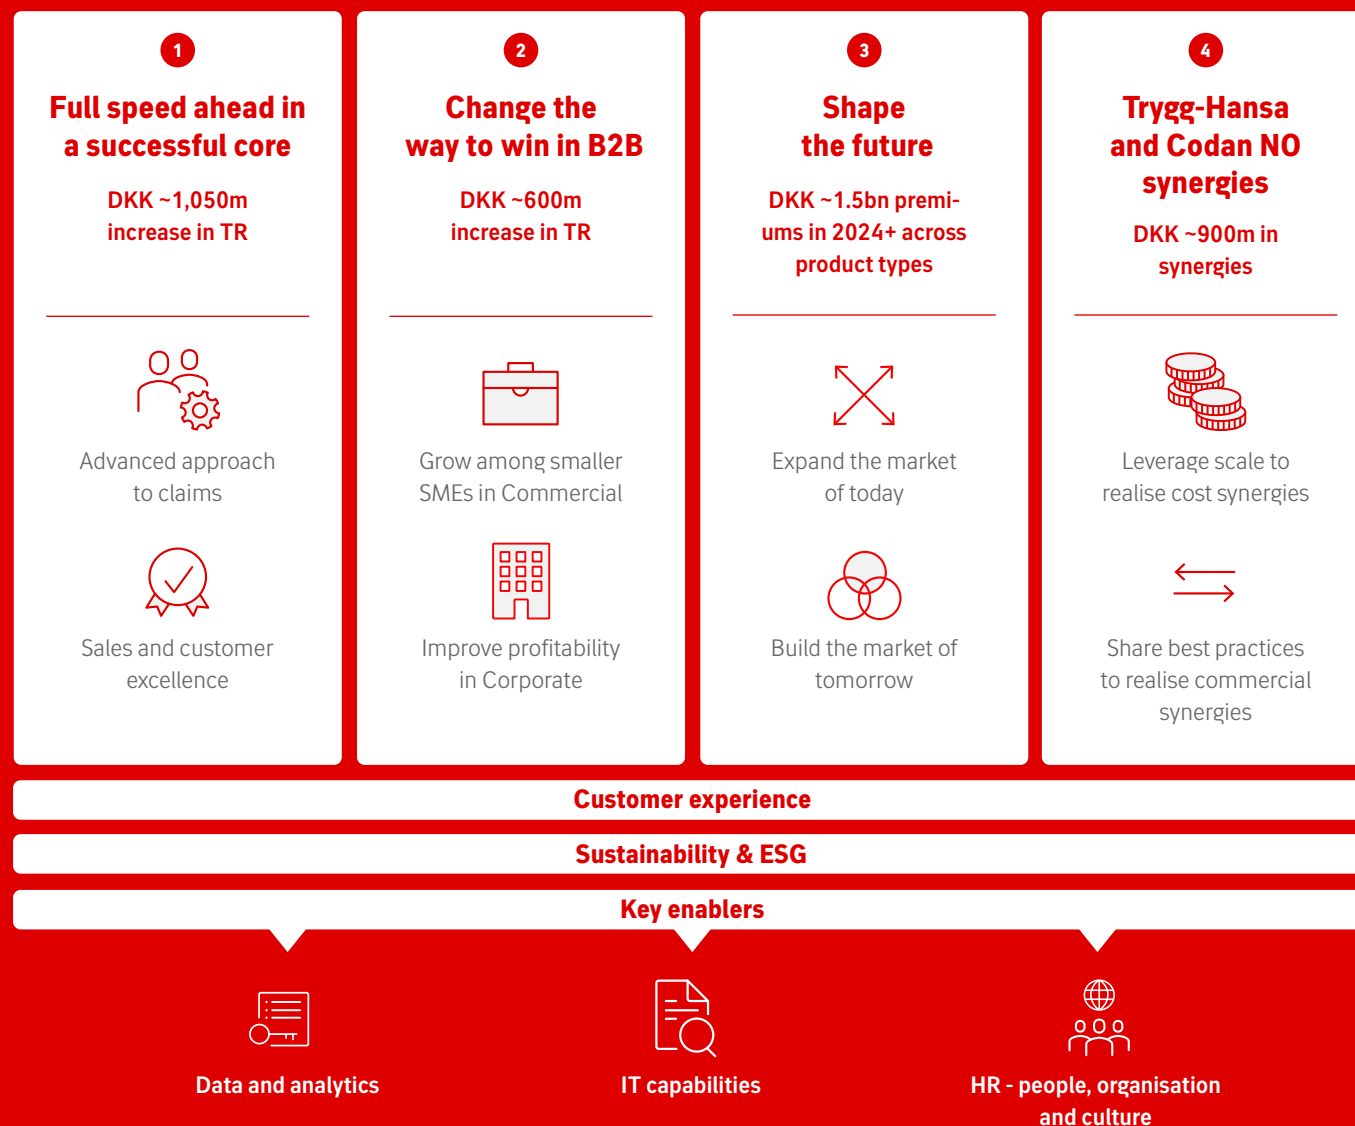 1
Full speed ahead in
a successful core
DKK ~1,050m
increase in TR
Advanced approach
to claims
Sales and customer
excellence
2
Change the
way to win in B2B
DKK ~600m
increase in TR
Grow among smaller
SMEs in Commercial
Improve profitability
in Corporate
3
Shape
the future
DKK ~1.5bn premi-
ums in 2024+ across
product types
Expand the market
of today
Build the market of
tomorrow
4
Trygg-Hansa
and Codan NO
synergies
DKK ~900m in
synergies
Leverage scale to
realise cost synergies
Share best practices
to realise commercial
synergies
Customer experience
Sustainability & ESG
Key enablers
Data and analytics
IT capabilities
HR - people, organisation
and culture